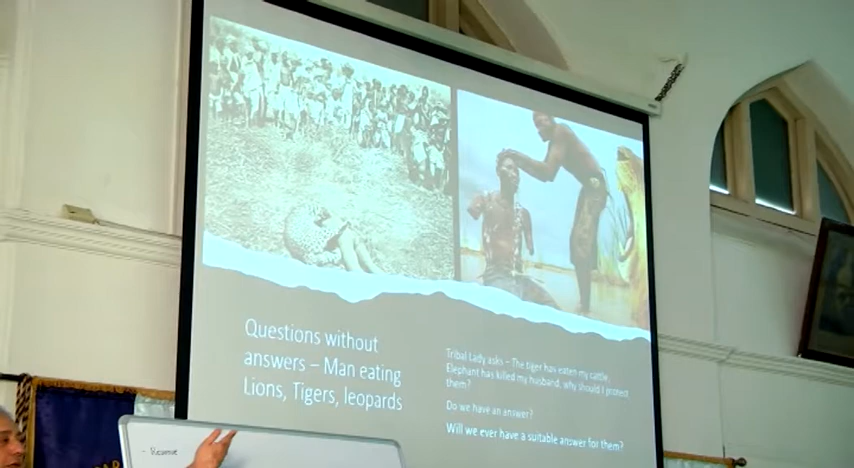 Questions without
answers – Man eating
Lions, Tigers, leopards
Tribal Lady asks – The tiger has eaten my cattle,
Elephant has killed my husband, why should I protect
them?
Do we have an answer?
Will we ever have a suitable answer for them?
- Reserve